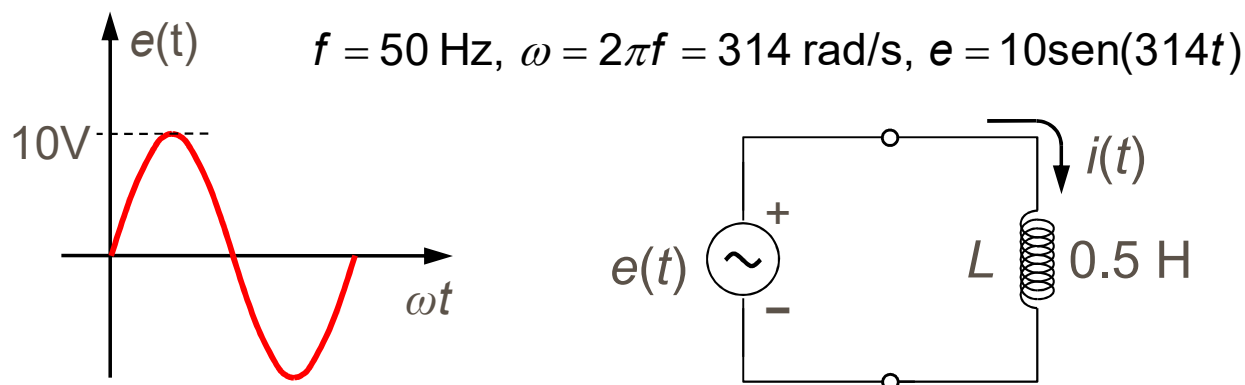 e(t)
f = 50 Hz, ω = 2πf = 314 rad/s, e = 10sen(314t)
10V
i(t)
+
e(t)
L
0.5 H
−
ωt